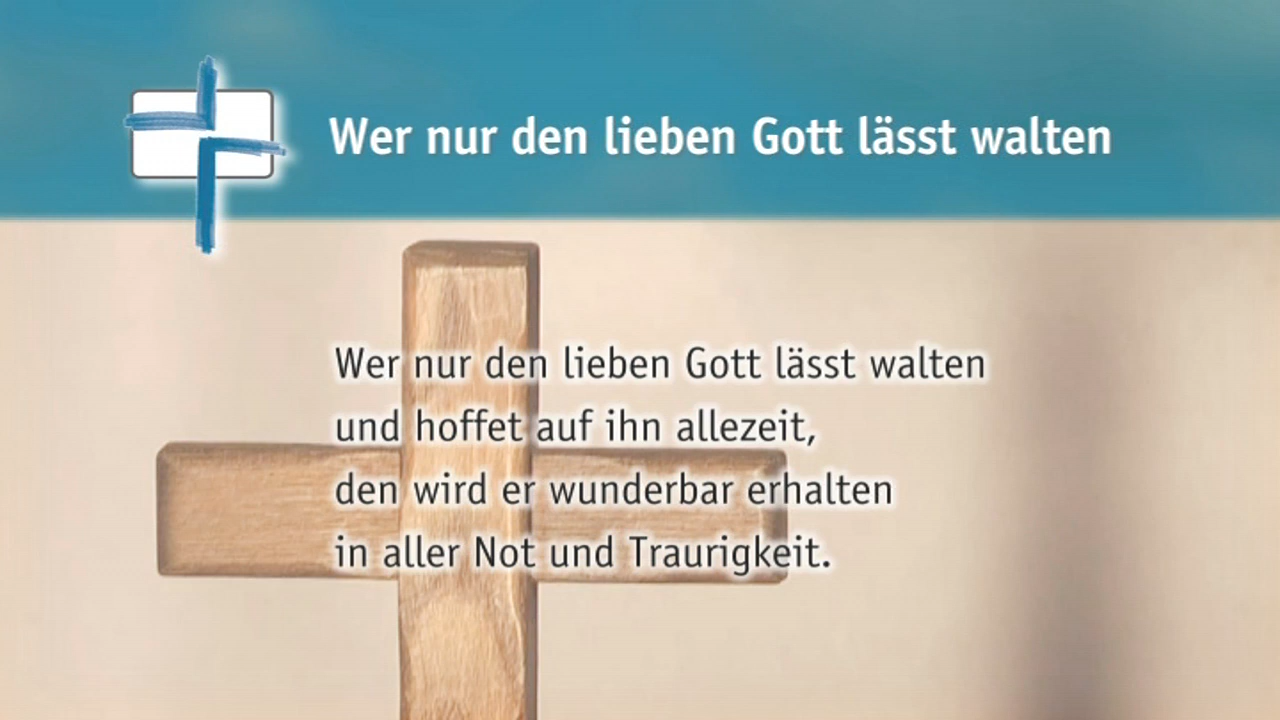 Wer nur den lieben Gott lässt walten
Wer nur den lieben Gott lässt walten
und hoffet auf ihn allezeit,
den wird er wunderbar erhalten
in aller Not und Traurigkeit.